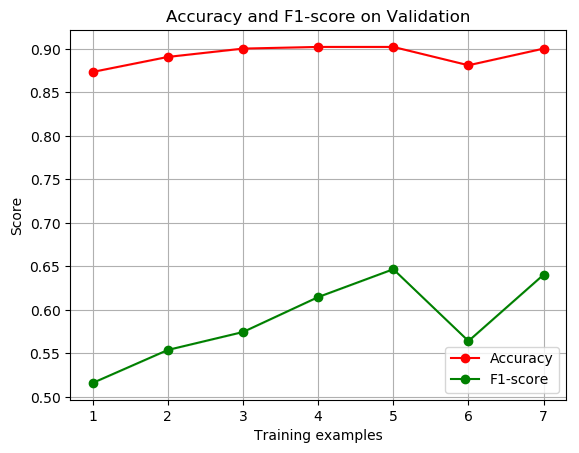 Accuracy and F1-score on Validation
Score
0.90
0.85
0.80
0.75
0.70
0.65
0.60
0.55
0.50
Accuracy
F1-score
1 2 3 4 5 6 7
Training examples